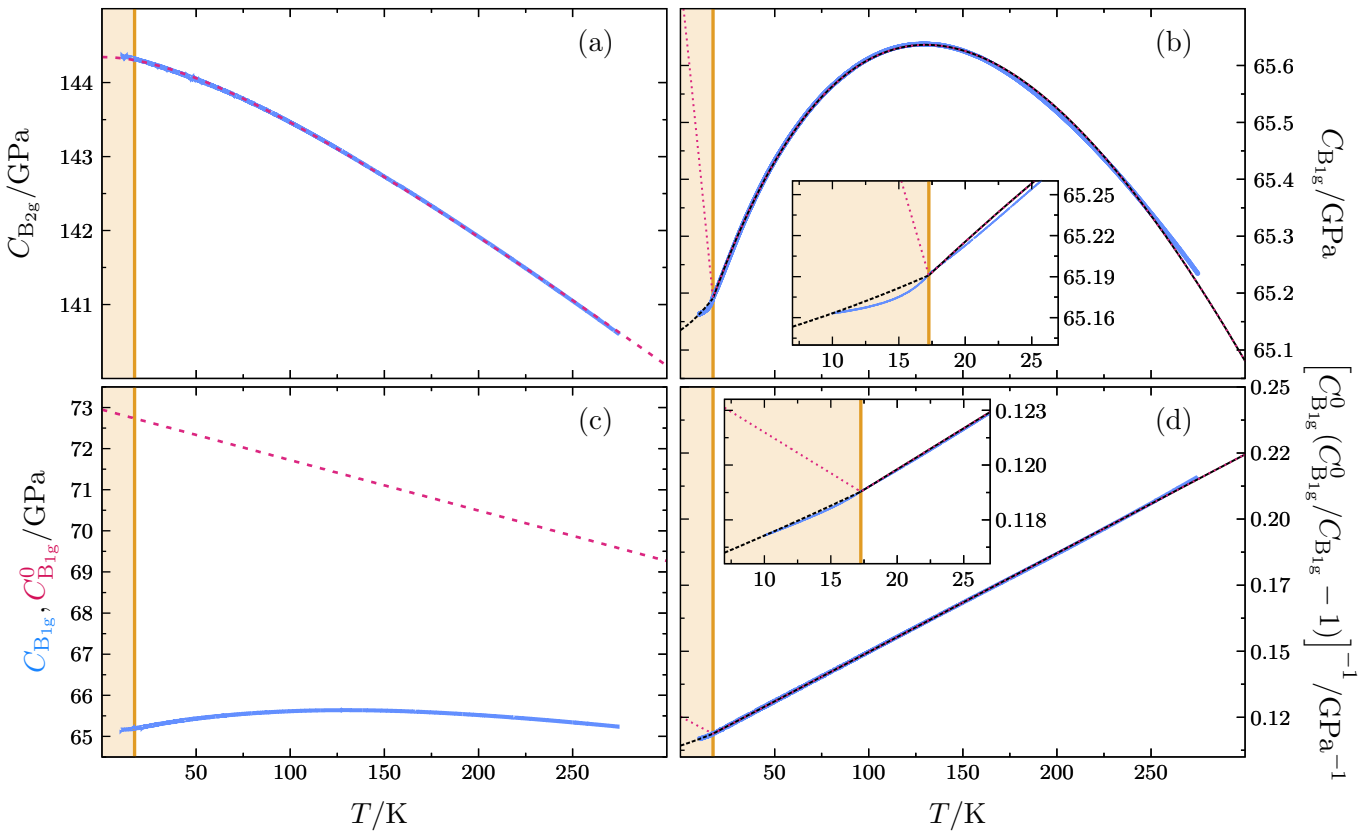 (a)
144
143
142
141
C_{B_{2g}}/GPa
(b)
65.6
65.5
65.4
65.3
65.2
65.1
C_{B_{1g}}/GPa
65.25
65.22
65.19
65.16
10 15 20 25
(c)
73
72
71
70
69
68
67
66
65
C_{B_{1g}}, C^0_{B_{1g}}/GPa
50 100 150 200 250
T/K
(d)
0.25
0.22
0.20
0.17
0.15
0.12
[C^0_{B_{1g}}(C^0_{B_{1g}}/C_{B_{1g}} − 1)]^{−1} /GPa^{−1}
0.123
0.120
0.118
10 15 20 25
50 100 150 200 250
T/K